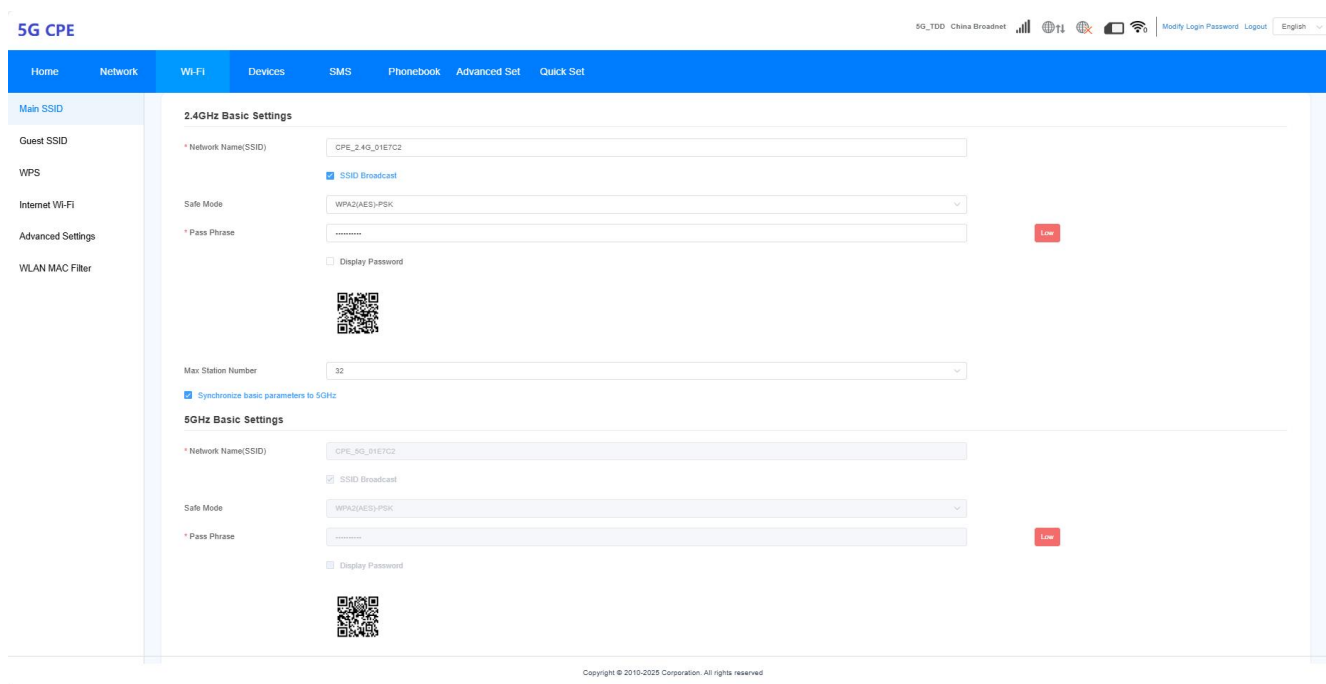 5G CPE
5G_TDD China Broadnet
Modify Login Password Logout English
Home Network Wi-Fi Devices SMS Phonebook Advanced Set Quick Set
Main SSID
Guest SSID
WPS
Internet Wi-Fi
Advanced Settings
WLAN MAC Filter
2.4GHz Basic Settings
* Network Name(SSID) CPE_2.4G_01E7C2
SSID Broadcast
Safe Mode WPA2(AES)-PSK
* Pass Phrase •••••••••• Low
Display Password
Max Station Number 32
Synchronize basic parameters to 5GHz
5GHz Basic Settings
* Network Name(SSID) CPE_5G_01E7C2
SSID Broadcast
Safe Mode WPA2(AES)-PSK
* Pass Phrase •••••••••• Low
Display Password
Copyright © 2010-2025 Corporation. All rights reserved